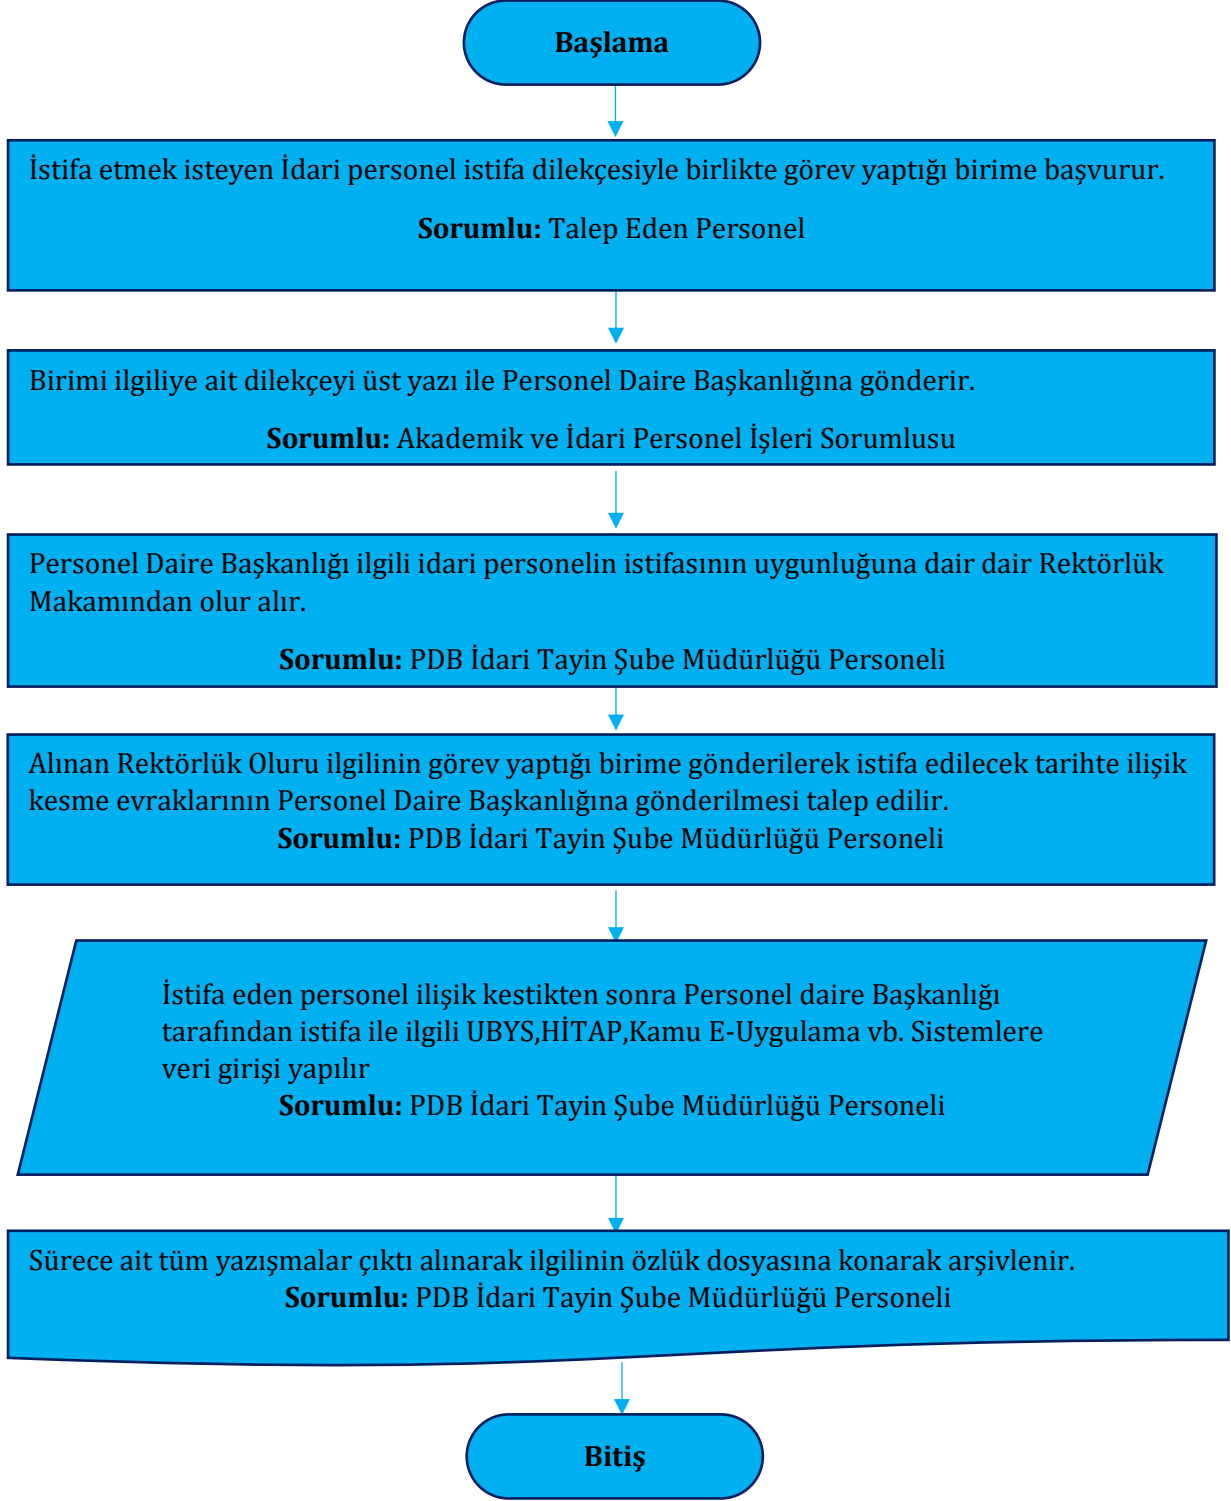 Başlama
İstifa etmek isteyen İdari personel istifa dilekçesiyle birlikte görev yaptığı birime başvurur.
Sorumlu: Talep Eden Personel
Birimi ilgiliye ait dilekçeyi üst yazı ile Personel Daire Başkanlığına gönderir.
Sorumlu: Akademik ve İdari Personel İşleri Sorumlusu
Personel Daire Başkanlığı ilgili idari personelin istifasının uygunluğuna dair dair Rektörlük
Makamından olur alır.
Sorumlu: PDB İdari Tayin Şube Müdürlüğü Personeli
Alınan Rektörlük Oluru ilgilinin görev yaptığı birime gönderilerek istifa edilecek tarihte ilişik
kesme evraklarının Personel Daire Başkanlığına gönderilmesi talep edilir.
Sorumlu: PDB İdari Tayin Şube Müdürlüğü Personeli
İstifa eden personel ilişik kestikten sonra Personel daire Başkanlığı
tarafından istifa ile ilgili UBYS,HİTAP,Kamu E-Uygulama vb. Sistemlere
veri girişi yapılır
Sorumlu: PDB İdari Tayin Şube Müdürlüğü Personeli
Sürece ait tüm yazışmalar çıktı alınarak ilgilinin özlük dosyasına konarak arşivlenir.
Sorumlu: PDB İdari Tayin Şube Müdürlüğü Personeli
Bitiş